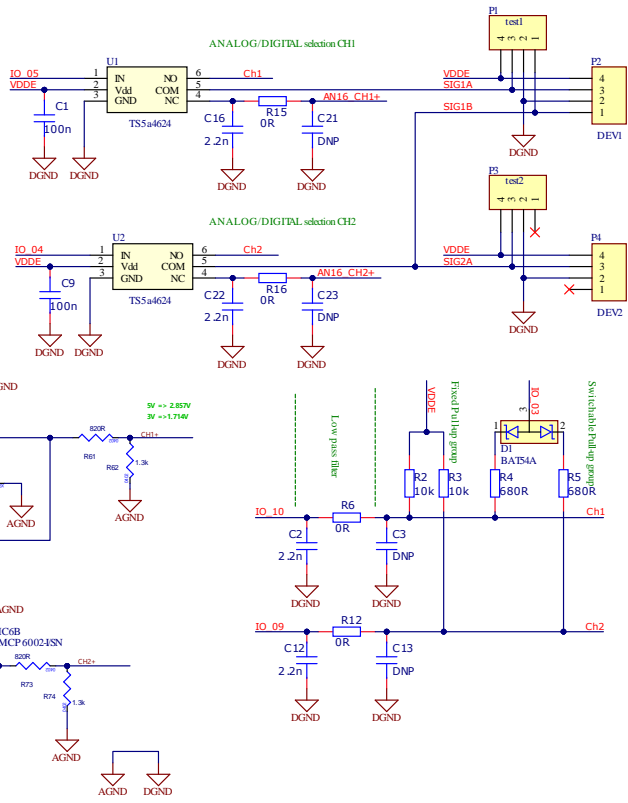 P1
test1
4 3 2 1
ANALOG/DIGITAL selection CH1
U1
P2
IO_05
1
IN
NO
6
Ch1
VDDE
4
VDDE
2
Vdd
COM
5
SIG1A
3
3
GND
NC
4
AN16_CH1+
2
C1
100n
TS5a4624
C16
2.2n
R15
0R
C21
DNP
SIG1B
1
DEV1
DGND
DGND
DGND
DGND
DGND
P3
test2
4 3 2 1
ANALOG/DIGITAL selection CH2
U2
P4
IO_04
1
IN
NO
6
Ch2
VDDE
4
VDDE
2
Vdd
COM
5
SIG2A
3
3
GND
NC
4
AN16_CH2+
2
C9
100n
TS5a4624
C22
2.2n
R16
0R
C23
DNP
1
DEV2
DGND
DGND
DGND
DGND
DGND
GND
5V => 2.857V
3V =>1.714V
820R
CH1+
R61
R62
1.3k
AGND
AGND
Low pass filter
VDDE
Fixed Pull-up group
IO_03
Switchable Pull-up group
3
1
2
D1
BAT54A
R2
10k
R3
10k
R4
680R
R5
680R
IO_10
R6
0R
Ch1
C2
2.2n
C3
DNP
DGND
DGND
IO_09
R12
0R
Ch2
C12
2.2n
C13
DNP
DGND
DGND
AGND
IC6B
MCP6002-I/SN
820R
CH2+
R73
R74
1.3k
AGND
AGND
DGND